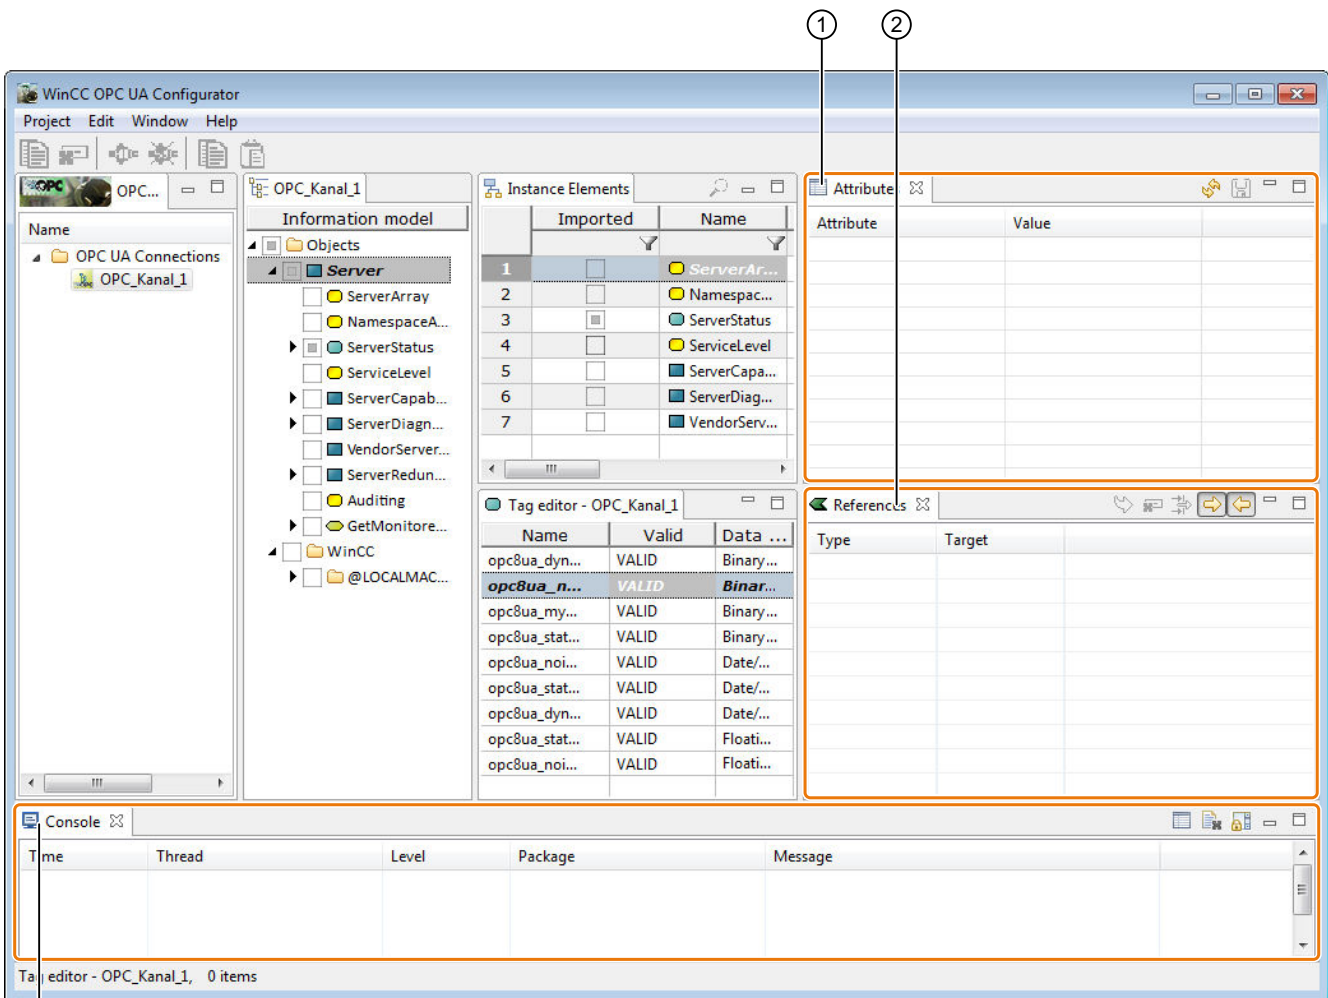 1 2
WinCC OPC UA Configurator
Project Edit Window Help
OPC OPC...
Name
OPC UA Connections
OPC_Kanal_1
OPC_Kanal_1
Information model
Objects
Server
ServerArray
NamespaceA...
ServerStatus
ServiceLevel
ServerCapab...
ServerDiagn...
VendorServer...
ServerRedun...
Auditing
GetMonitore...
WinCC
@LOCALMAC...
Instance Elements
Imported Name
1 ServerAr...
2 Namespac...
3 ServerStatus
4 ServiceLevel
5 ServerCapa...
6 ServerDiag...
7 VendorServ...
Tag editor - OPC_Kanal_1
Name Valid Data ...
opc8ua_dyn... VALID Binary...
opc8ua_n... VALID Binar...
opc8ua_my... VALID Binary...
opc8ua_stat... VALID Binary...
opc8ua_noi... VALID Date/...
opc8ua_stat... VALID Date/...
opc8ua_dyn... VALID Date/...
opc8ua_stat... VALID Floati...
opc8ua_noi... VALID Floati...
Attributes
Attribute Value
References
Type Target
Console
Time Thread Level Package Message
Tag editor - OPC_Kanal_1, 0 items